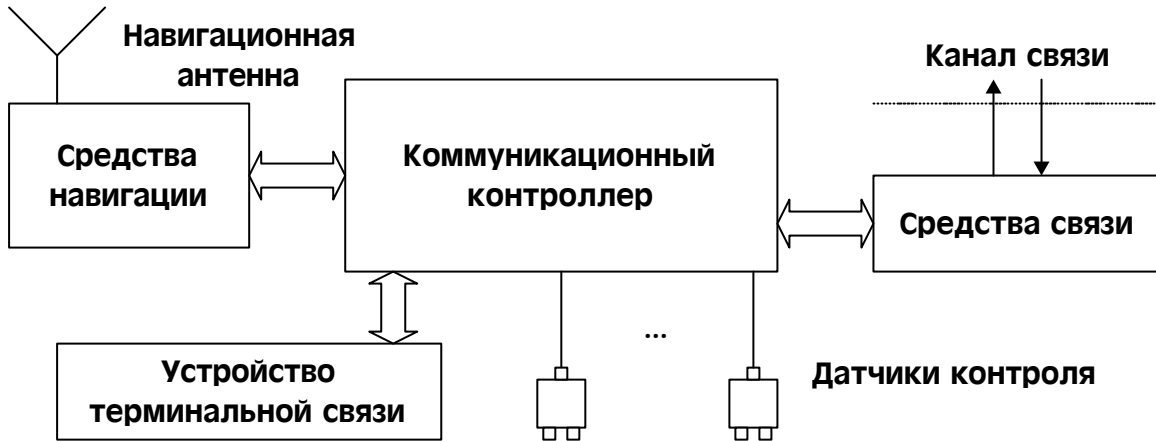 Навигационная
антенна
Канал связи
Средства
навигации
Коммуникационный
контроллер
Средства связи
...
Устройство
терминальной связи
Датчики контроля